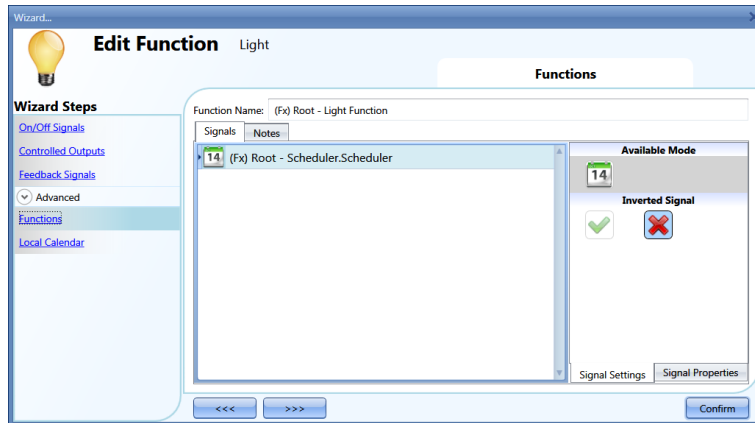 Wizard...
Edit Function Light
Functions
Wizard Steps
On/Off Signals
Controlled Outputs
Feedback Signals
Advanced
Functions
Local Calendar
Function Name: (Fx) Root - Light Function
Signals Notes
14 (Fx) Root - Scheduler.Scheduler
Available Mode
14
Inverted Signal
Signal Settings Signal Properties
<<< >>> Confirm